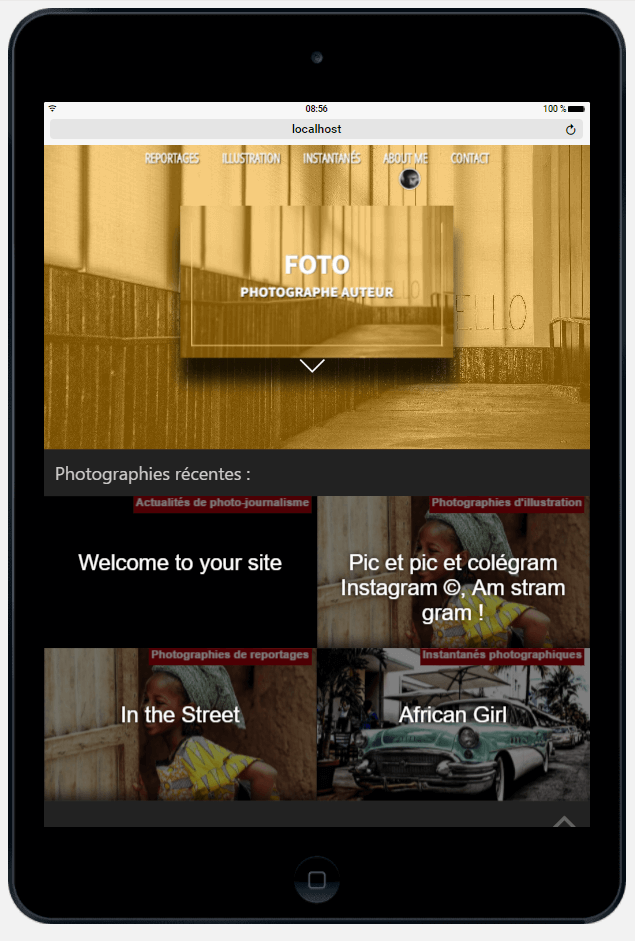 08:56
100 %
localhost
REPORTAGES ILLUSTRATION INSTANTANÉS ABOUT ME CONTACT
FOTO
PHOTOGRAPHE AUTEUR
ELLO
Photographies récentes :
Actualités de photo-journalisme
Welcome to your site
Photographies d'illustration
Pic et pic et colégram
Instagram ©, Am stram
gram !
Photographies de reportages
In the Street
Instantanés photographiques
African Girl